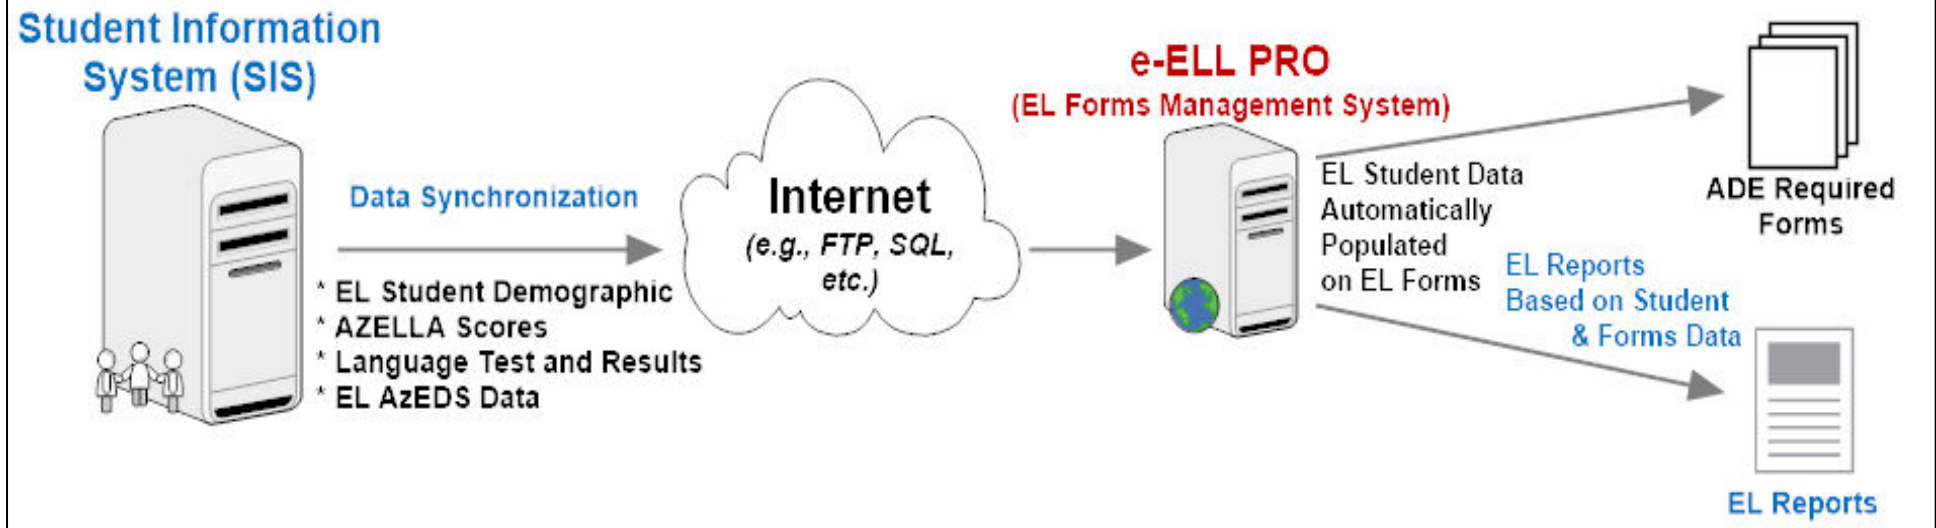 Student Information
System (SIS)
Data Synchronization
* EL Student Demographic
* AZELLA Scores
* Language Test and Results
* EL AzEDS Data
Internet
(e.g., FTP, SQL,
etc.)
e-ELL PRO
(EL Forms Management System)
EL Student Data
Automatically
Populated
on EL Forms
ADE Required
Forms
EL Reports
Based on Student
& Forms Data
EL Reports